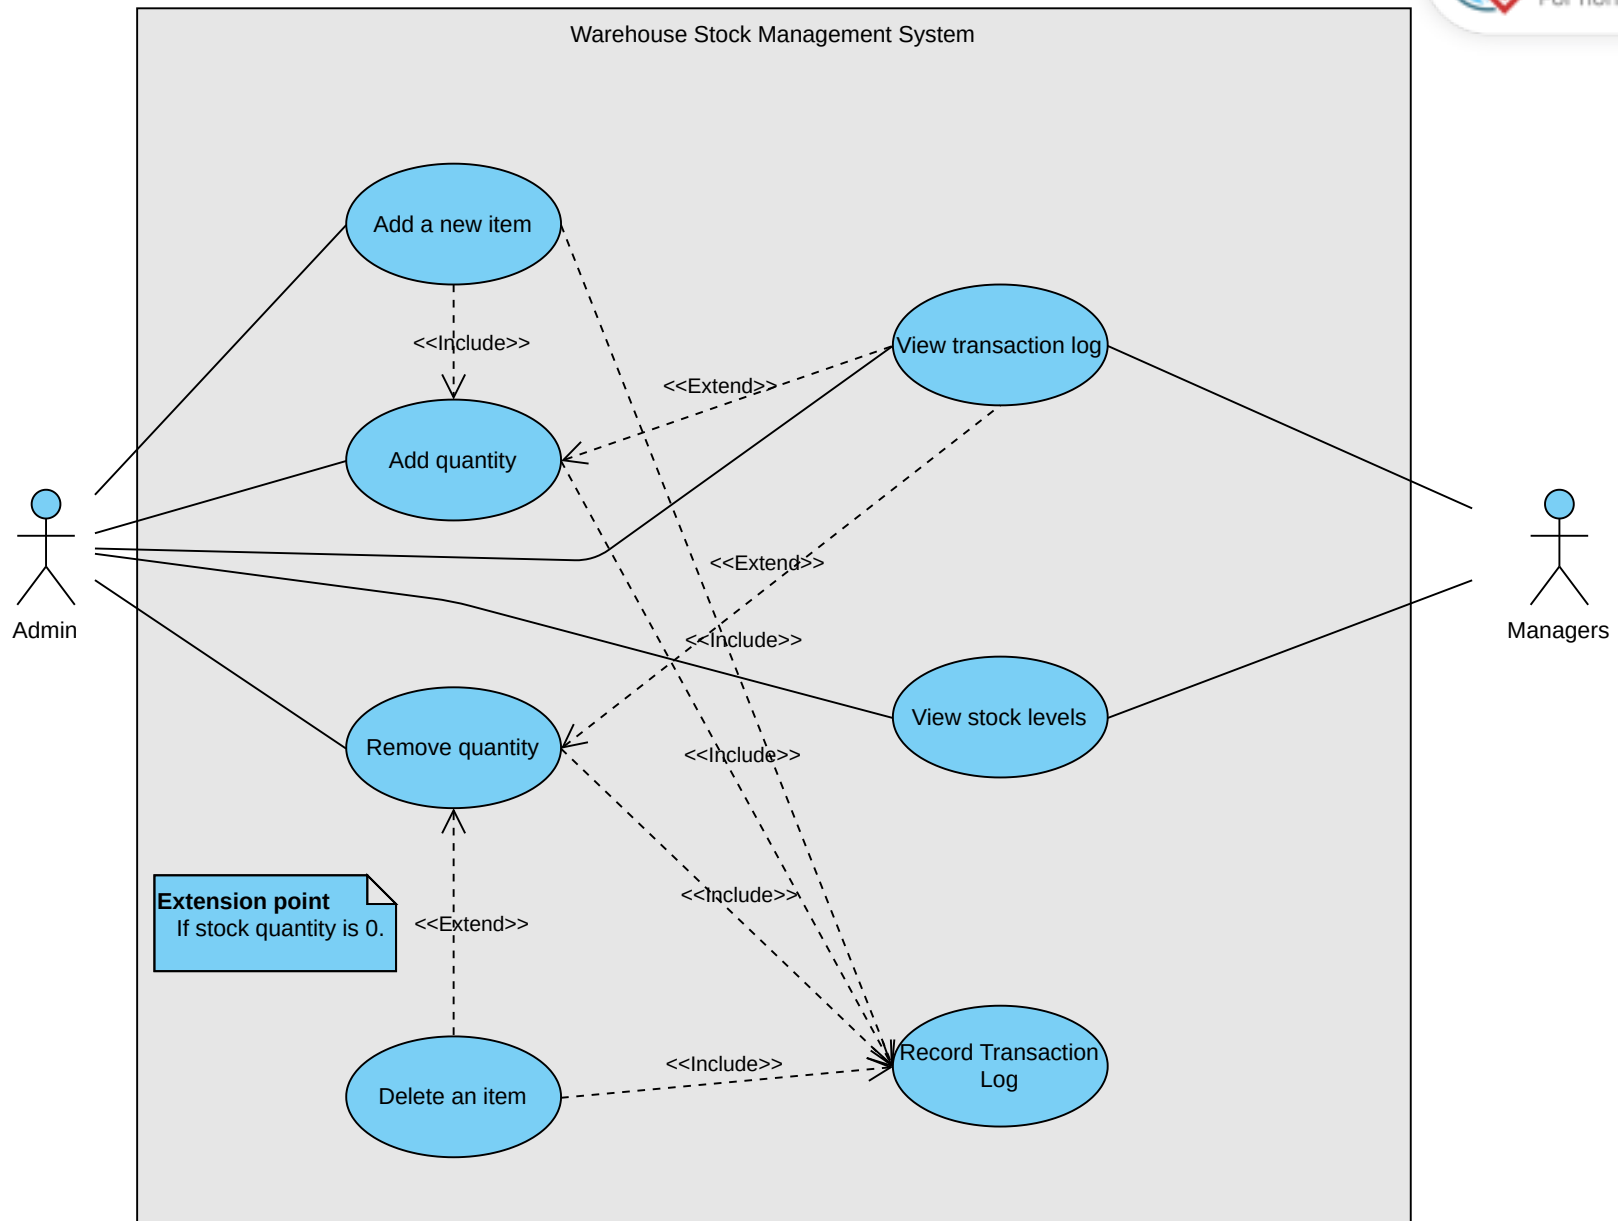 Warehouse Stock Management System
Add a new item
<<Include>>
View transaction log
<<Extend>>
Add quantity
<<Extend>>
Admin
Managers
<<Include>>
View stock levels
Remove quantity
<<Include>>
<<Include>>
Extension point
If stock quantity is 0.
<<Extend>>
Record Transaction
Log
<<Include>>
Delete an item